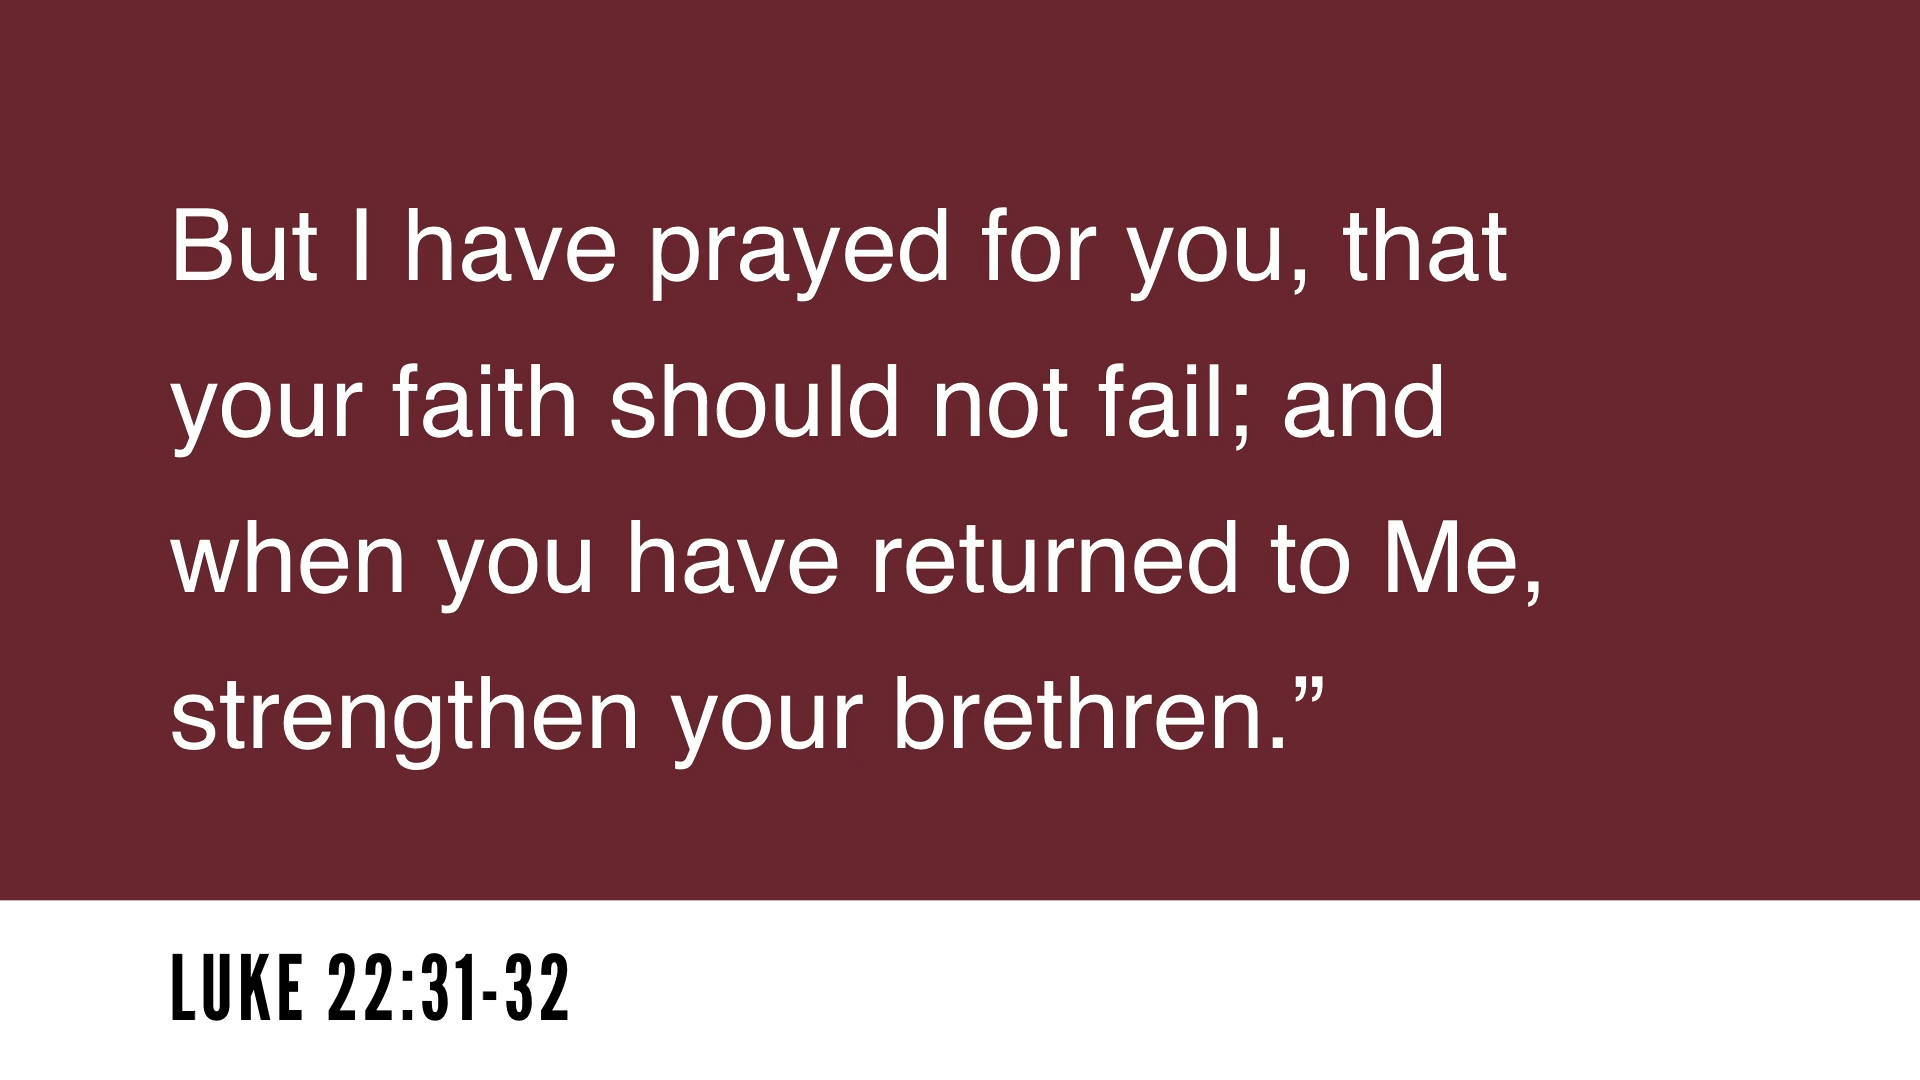 But I have prayed for you, that
your faith should not fail; and
when you have returned to Me,
strengthen your brethren.”
LUKE 22:31-32